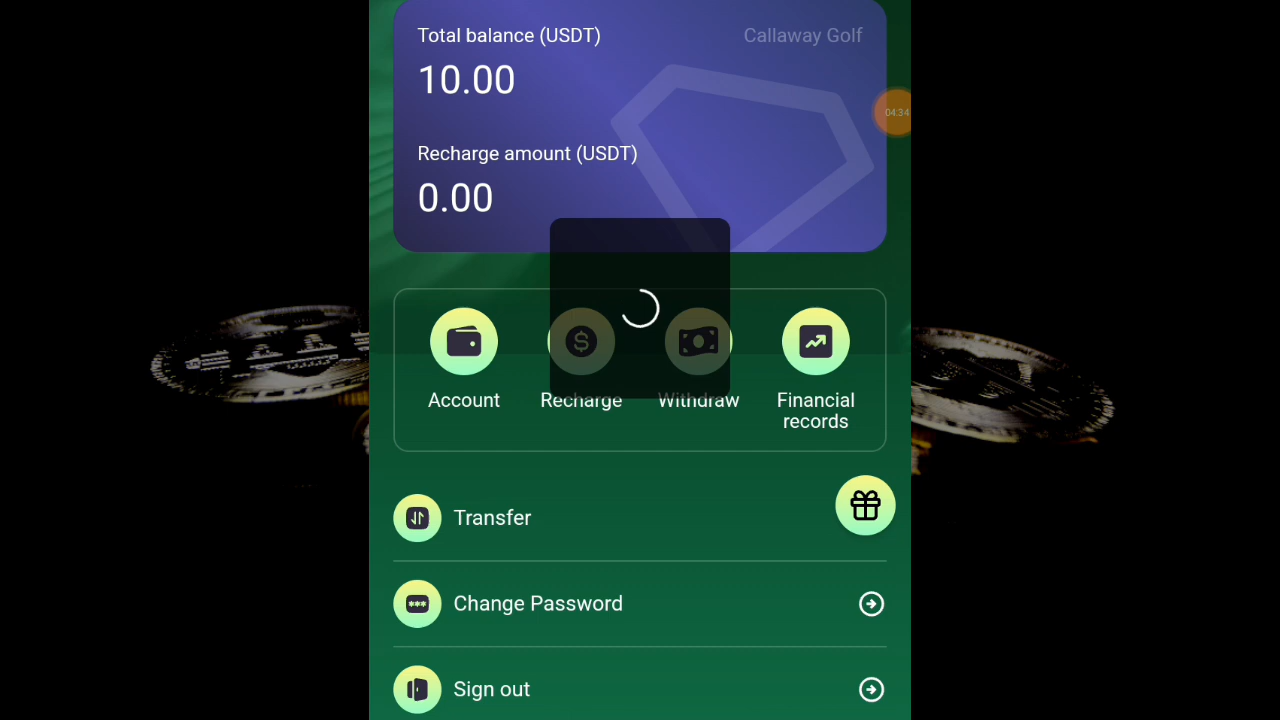 Total balance (USDT)
Callaway Golf
10.00
04:34
Recharge amount (USDT)
0.00
Account
Recharge
Withdraw
Financial
records
Transfer
Change Password
Sign out